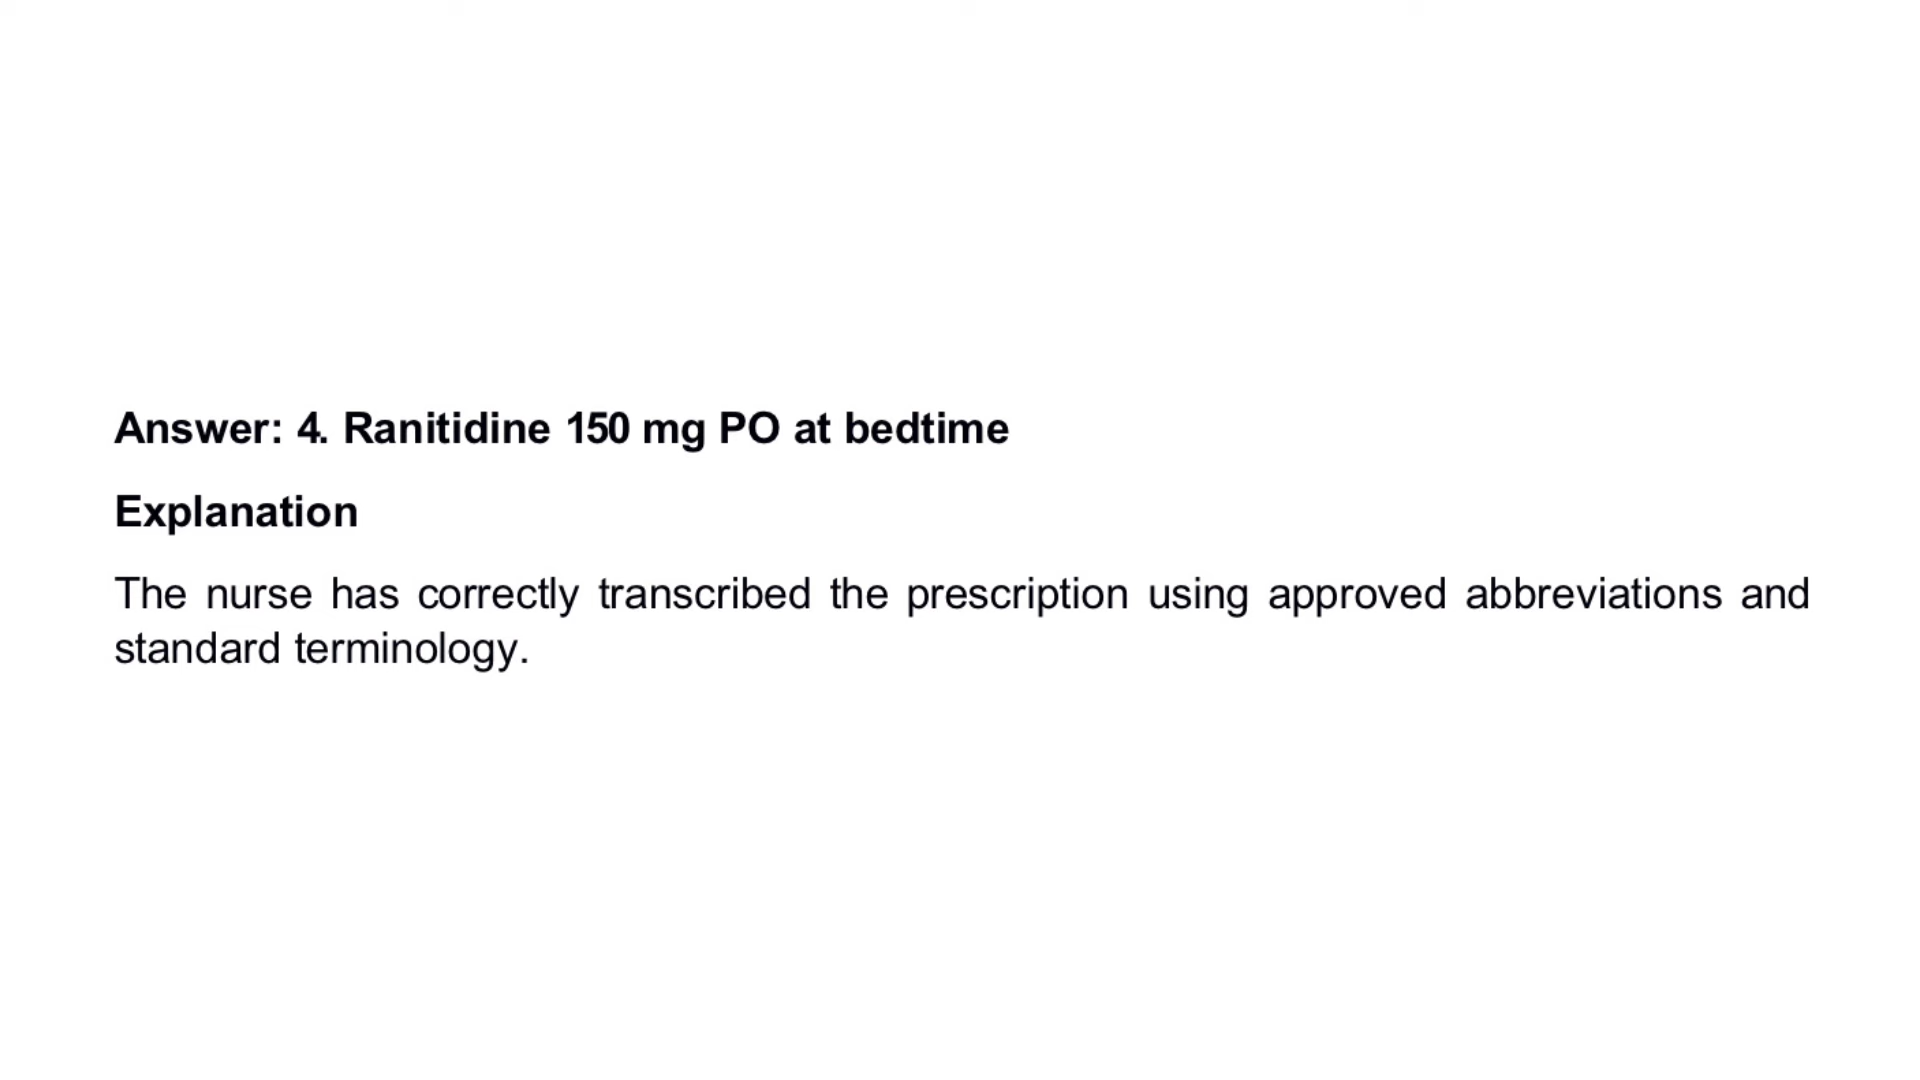 Answer: 4. Ranitidine 150 mg PO at bedtime
Explanation
The nurse has correctly transcribed the prescription using approved abbreviations and
standard terminology.